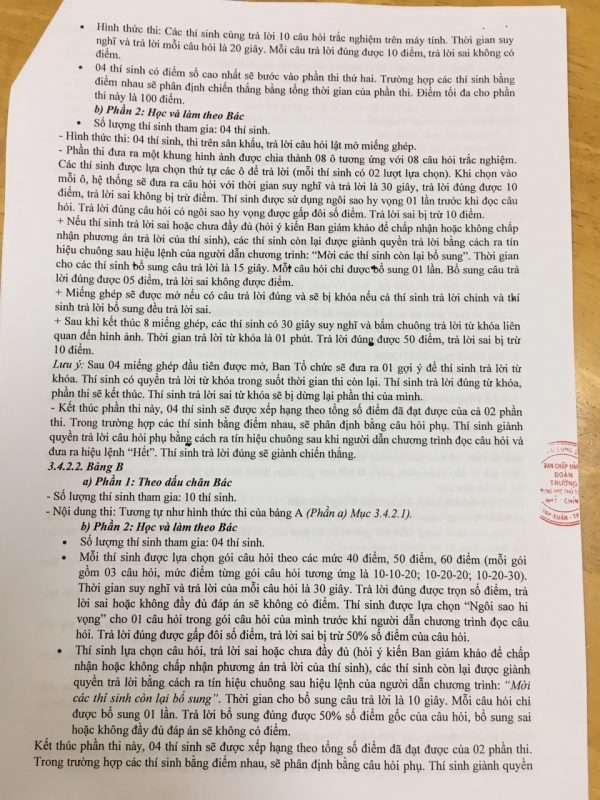 • Hình thức thi: Các thí sinh cùng trả lời 10 câu hỏi trắc nghiệm trên máy tính. Thời gian suy
nghĩ và trả lời mỗi câu hỏi là 20 giây. Mỗi câu trả lời đúng được 10 điểm, trả lời sai không có
điểm.
• 04 thí sinh có điểm số cao nhất sẽ bước vào phần thi thứ hai. Trường hợp các thí sinh bằng
điểm nhau sẽ phân định chiến thắng bằng tổng thời gian của phần thi. Điểm tối đa cho phần
thi này là 100 điểm.
b) Phần 2: Học và làm theo Bác
• Số lượng thí sinh tham gia: 04 thí sinh.
- Hình thức thi: 04 thí sinh, thi trên sân khấu, trả lời câu hỏi lật mở miếng ghép.
- Phần thi đưa ra một khung hình ảnh được chia thành 08 ô tương ứng với 08 câu hỏi trắc nghiệm.
Các thí sinh được lựa chọn thứ tự các ô để trả lời (mỗi thí sinh có 02 lượt lựa chọn). Khi chọn vào
mỗi ô, hệ thống sẽ đưa ra câu hỏi với thời gian suy nghĩ và trả lời là 30 giây, trả lời đúng được 10
điểm, trả lời sai không bị trừ điểm. Thí sinh được sử dụng ngôi sao hy vọng 01 lần trước khi đọc câu
hỏi. Trả lời đúng câu hỏi có ngôi sao hy vọng được gấp đôi số điểm. Trả lời sai bị trừ 10 điểm.
+ Nếu thí sinh trả lời sai hoặc chưa đầy đủ (hỏi ý kiến Ban giám khảo để chấp nhận hoặc không chấp
nhận phương án trả lời của thí sinh), các thí sinh còn lại được giành quyền trả lời bằng cách ra tín
hiệu chuông sau hiệu lệnh của người dẫn chương trình: “Mời các thí sinh còn lại bổ sung”. Thời gian
cho các thí sinh bổ sung câu trả lời là 15 giây. Mỗi câu hỏi chỉ được bổ sung 01 lần. Bổ sung câu trả
lời đúng được 05 điểm, trả lời sai không được điểm.
+ Miếng ghép sẽ được mở nếu có câu trả lời đúng và sẽ bị khóa nếu cả thí sinh trả lời chính và thí
sinh trả lời bổ sung đều trả lời sai.
+ Sau khi kết thúc 8 miếng ghép, các thí sinh có 30 giây suy nghĩ và bấm chuông trả lời từ khóa liên
quan đến hình ảnh. Thời gian trả lời từ khóa là 01 phút. Trả lời đúng được 50 điểm, trả lời sai bị trừ
10 điểm.
Lưu ý: Sau 04 miếng ghép đầu tiên được mở, Ban Tổ chức sẽ đưa ra 01 gợi ý để thí sinh trả lời từ
khóa. Thí sinh có quyền trả lời từ khóa trong suốt thời gian thi còn lại. Thí sinh trả lời đúng từ khóa,
phần thi sẽ kết thúc. Thí sinh trả lời sai từ khóa sẽ bị dừng lại phần thi của mình.
- Kết thúc phần thi này, 04 thí sinh sẽ được xếp hạng theo tổng số điểm đã đạt được của cả 02 phần
thi. Trong trường hợp các thí sinh bằng điểm nhau, sẽ phân định bằng câu hỏi phụ. Thí sinh giành
quyền trả lời câu hỏi phụ bằng cách ra tín hiệu chuông sau khi người dẫn chương trình đọc câu hỏi và
đưa ra hiệu lệnh “Hết”. Thí sinh trả lời đúng sẽ giành chiến thắng.
3.4.2.2. Bảng B
a) Phần 1: Theo dấu chân Bác
- Số lượng thí sinh tham gia: 10 thí sinh.
- Nội dung thi: Tương tự như hình thức thi của bảng A (Phần a) Mục 3.4.2.1).
b) Phần 2: Học và làm theo Bác
• Số lượng thí sinh tham gia: 04 thí sinh.
• Mỗi thí sinh được lựa chọn gói câu hỏi theo các mức 40 điểm, 50 điểm, 60 điểm (mỗi gói
gồm 03 câu hỏi, mức điểm từng gói câu hỏi tương ứng là 10-10-20; 10-20-20; 10-20-30).
Thời gian suy nghĩ và trả lời của mỗi câu hỏi là 30 giây. Trả lời đúng được trọn số điểm, trả
lời sai hoặc không đầy đủ đáp án sẽ không có điểm. Thí sinh được lựa chọn “Ngôi sao hi
vọng” cho 01 câu hỏi trong gói câu hỏi của mình trước khi người dẫn chương trình đọc câu
hỏi. Trả lời đúng được gấp đôi số điểm, trả lời sai bị trừ 50% số điểm của câu hỏi.
• Thí sinh lựa chọn câu hỏi, trả lời sai hoặc chưa đầy đủ (hỏi ý kiến Ban giám khảo để chấp
nhận hoặc không chấp nhận phương án trả lời của thí sinh), các thí sinh còn lại được giành
quyền trả lời bằng cách ra tín hiệu chuông sau hiệu lệnh của người dẫn chương trình: “Mời
các thí sinh còn lại bổ sung”. Thời gian cho bổ sung câu trả lời là 10 giây. Mỗi câu hỏi chỉ
được bổ sung 01 lần. Trả lời bổ sung đúng được 50% số điểm gốc của câu hỏi, bổ sung sai
hoặc không đầy đủ đáp án sẽ không có điểm.
Kết thúc phần thi này, 04 thí sinh sẽ được xếp hạng theo tổng số điểm đã đạt được của 02 phần thi.
Trong trường hợp các thí sinh bằng điểm nhau, sẽ phân định bằng câu hỏi phụ. Thí sinh giành quyền
BAN CHẤP HÀNH
ĐOÀN
TRƯỜNG